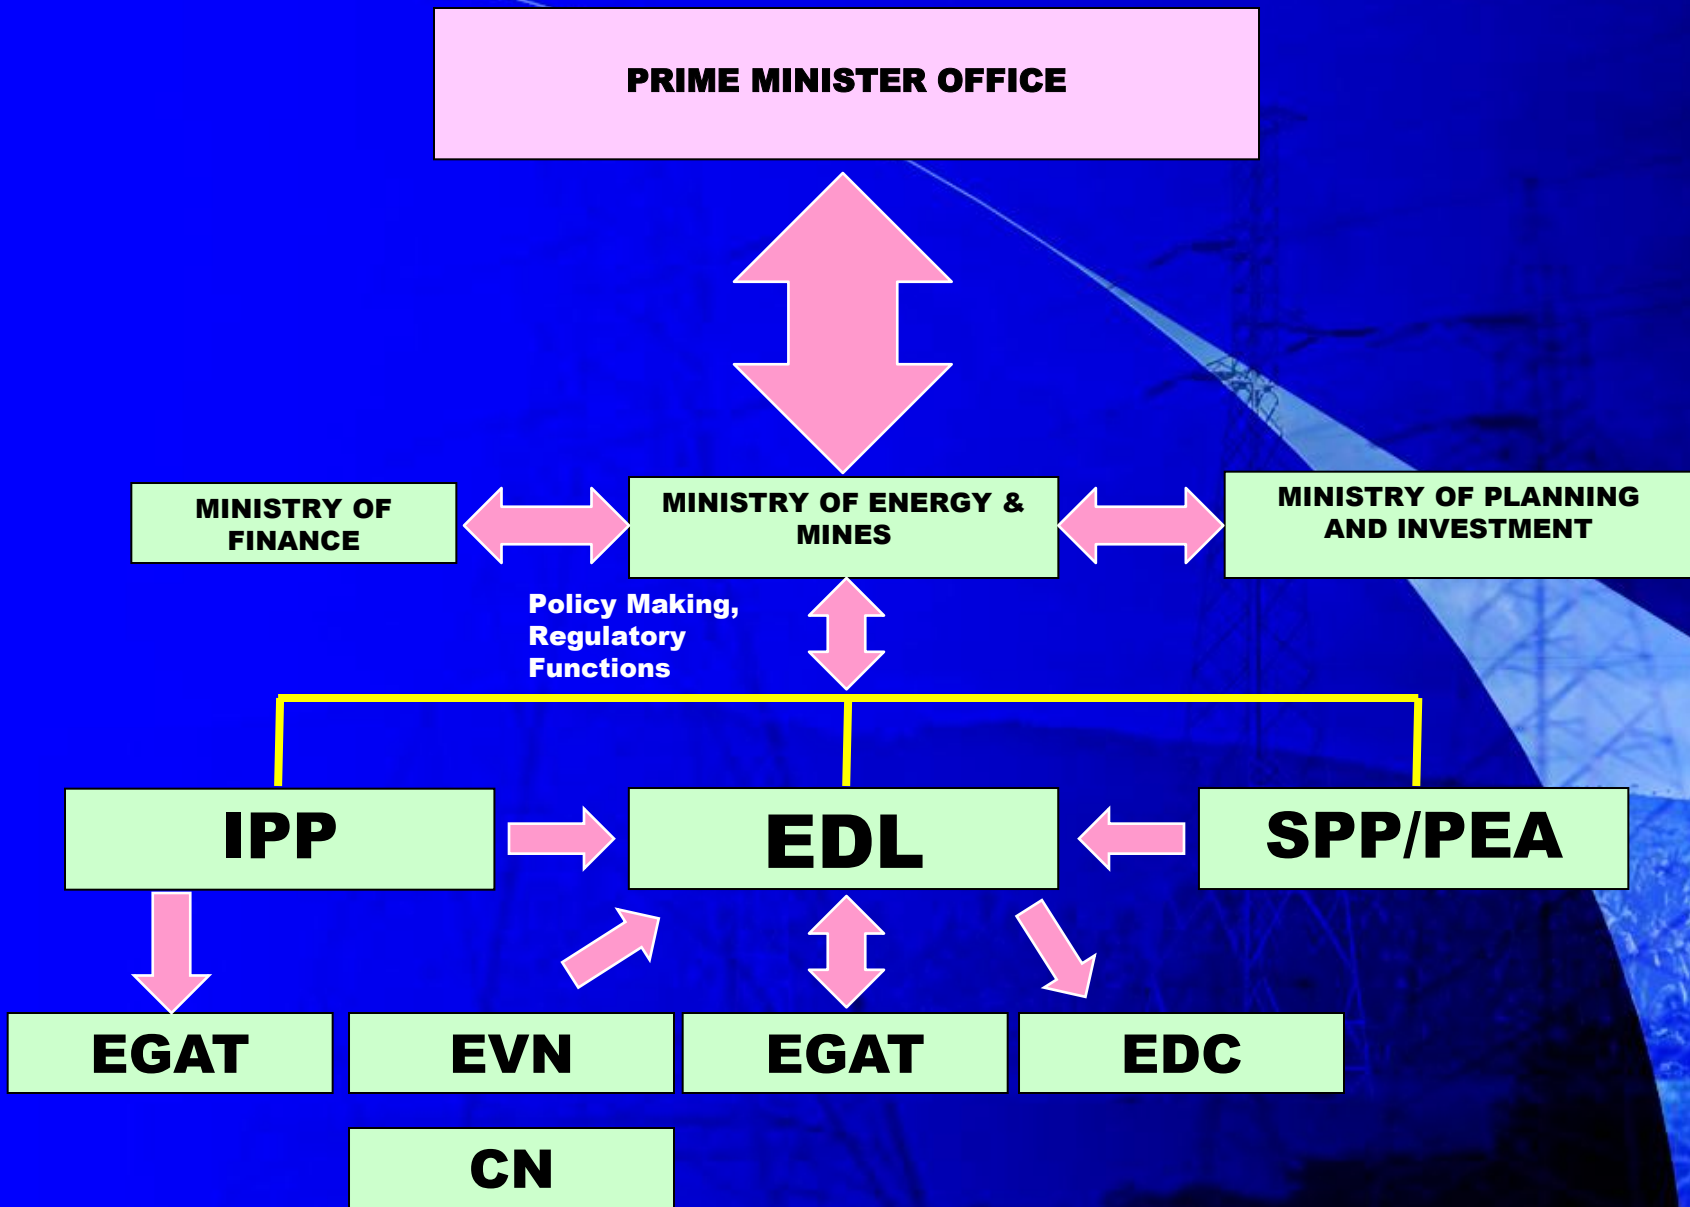 PRIME MINISTER OFFICE
MINISTRY OF
FINANCE
MINISTRY OF ENERGY &
MINES
MINISTRY OF PLANNING
AND INVESTMENT
Policy Making,
Regulatory
Functions
IPP
EDL
SPP/PEA
EGAT
EVN
EGAT
EDC
CN